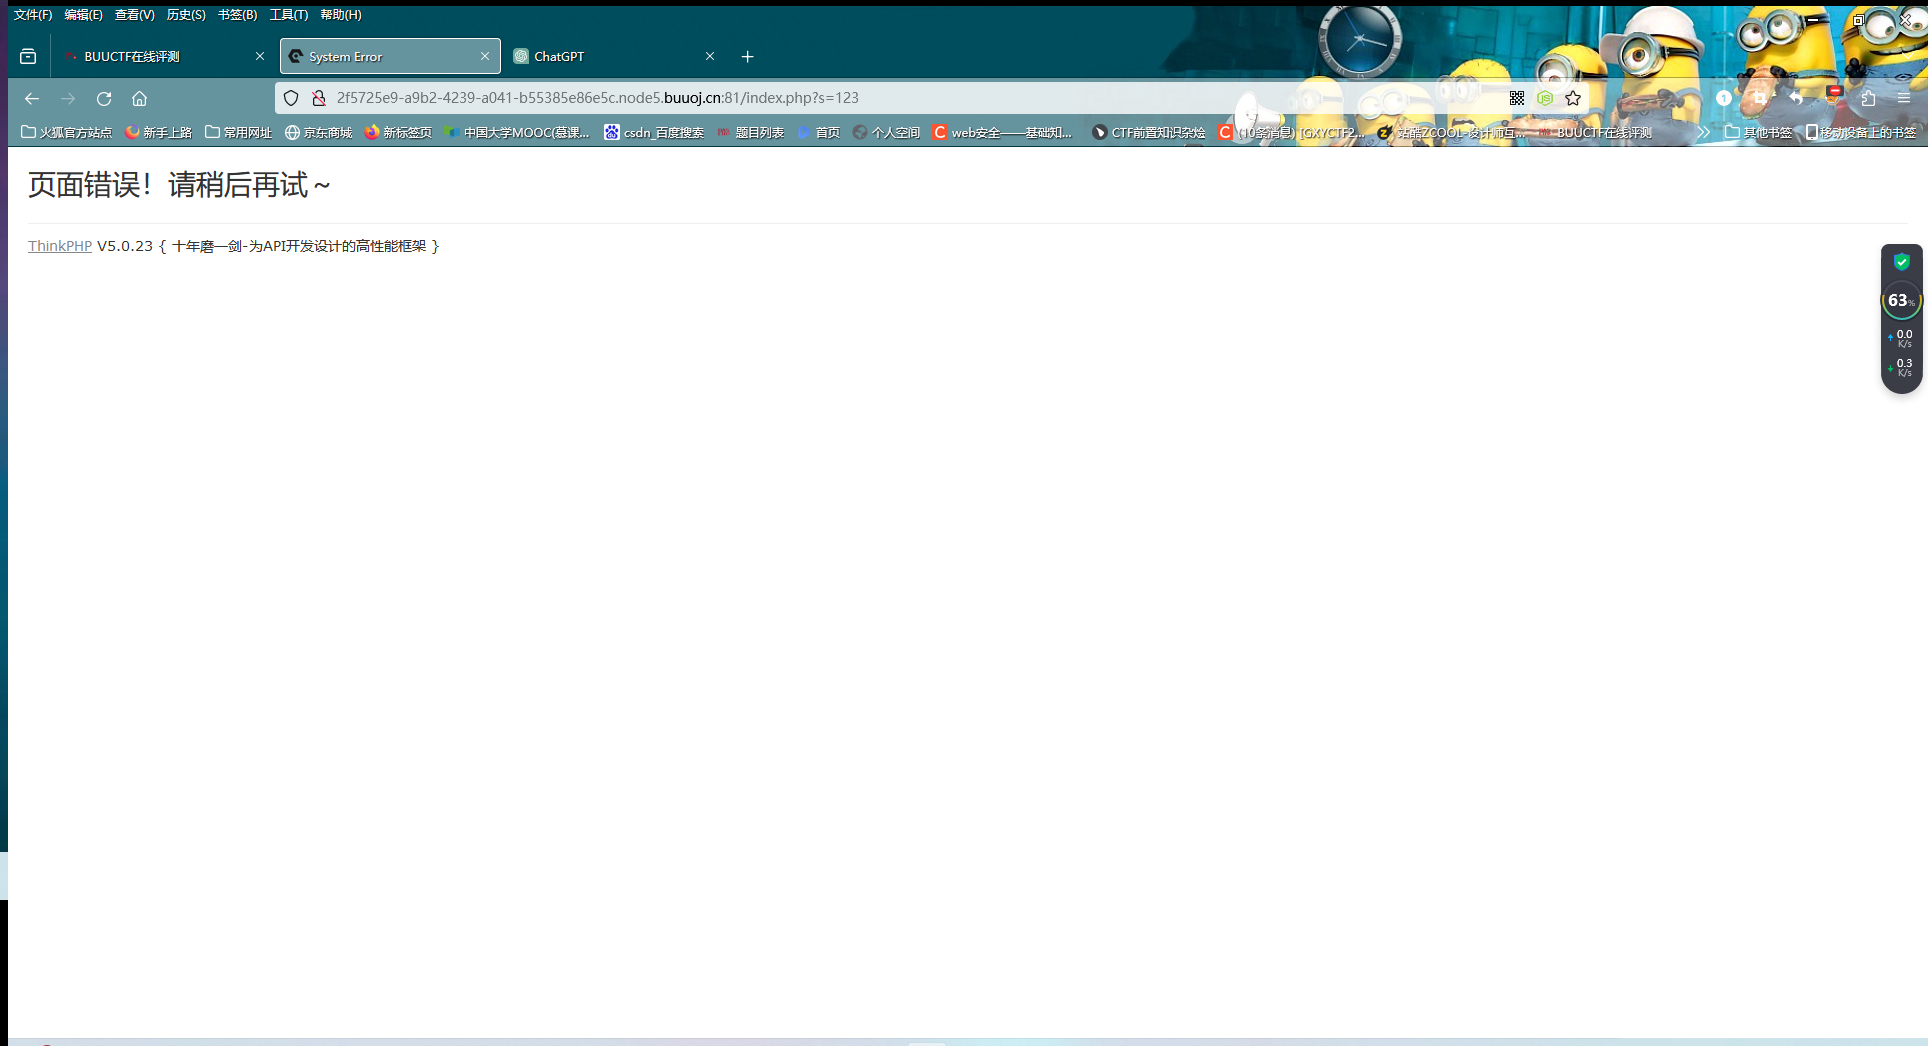 文件(F) 编辑(E) 查看(V) 历史(S) 书签(B) 工具(T) 帮助(H)
BUUCTF在线评测 System Error ChatGPT
2f5725e9-a9b2-4239-a041-b55385e86e5c.node5.buuoj.cn:81/index.php?s=123
火狐官方站点 新手上路 常用网址 京东商城 新标签页 中国大学MOOC(慕课... csdn_百度搜索 题目列表 首页 个人空间 web安全——基础知... CTF前置知识杂烩 (10条消息) [GXYCTF2... 站酷ZCOOL-设计师互... BUUCTF在线评测 其他书签 移动设备上的书签
页面错误！请稍后再试～
ThinkPHP V5.0.23 { 十年磨一剑-为API开发设计的高性能框架 }
63%
0.0
K/s
0.3
K/s